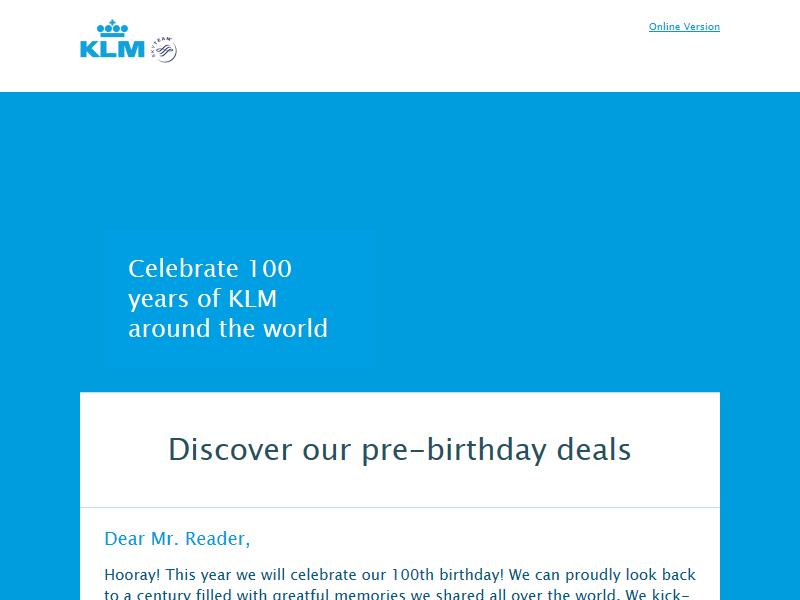 KLM
SKYTEAM
Online Version
Celebrate 100
years of KLM
around the world
Discover our pre-birthday deals
Dear Mr. Reader,
Hooray! This year we will celebrate our 100th birthday! We can proudly look back
to a century filled with greatful memories we shared all over the world. We kick-